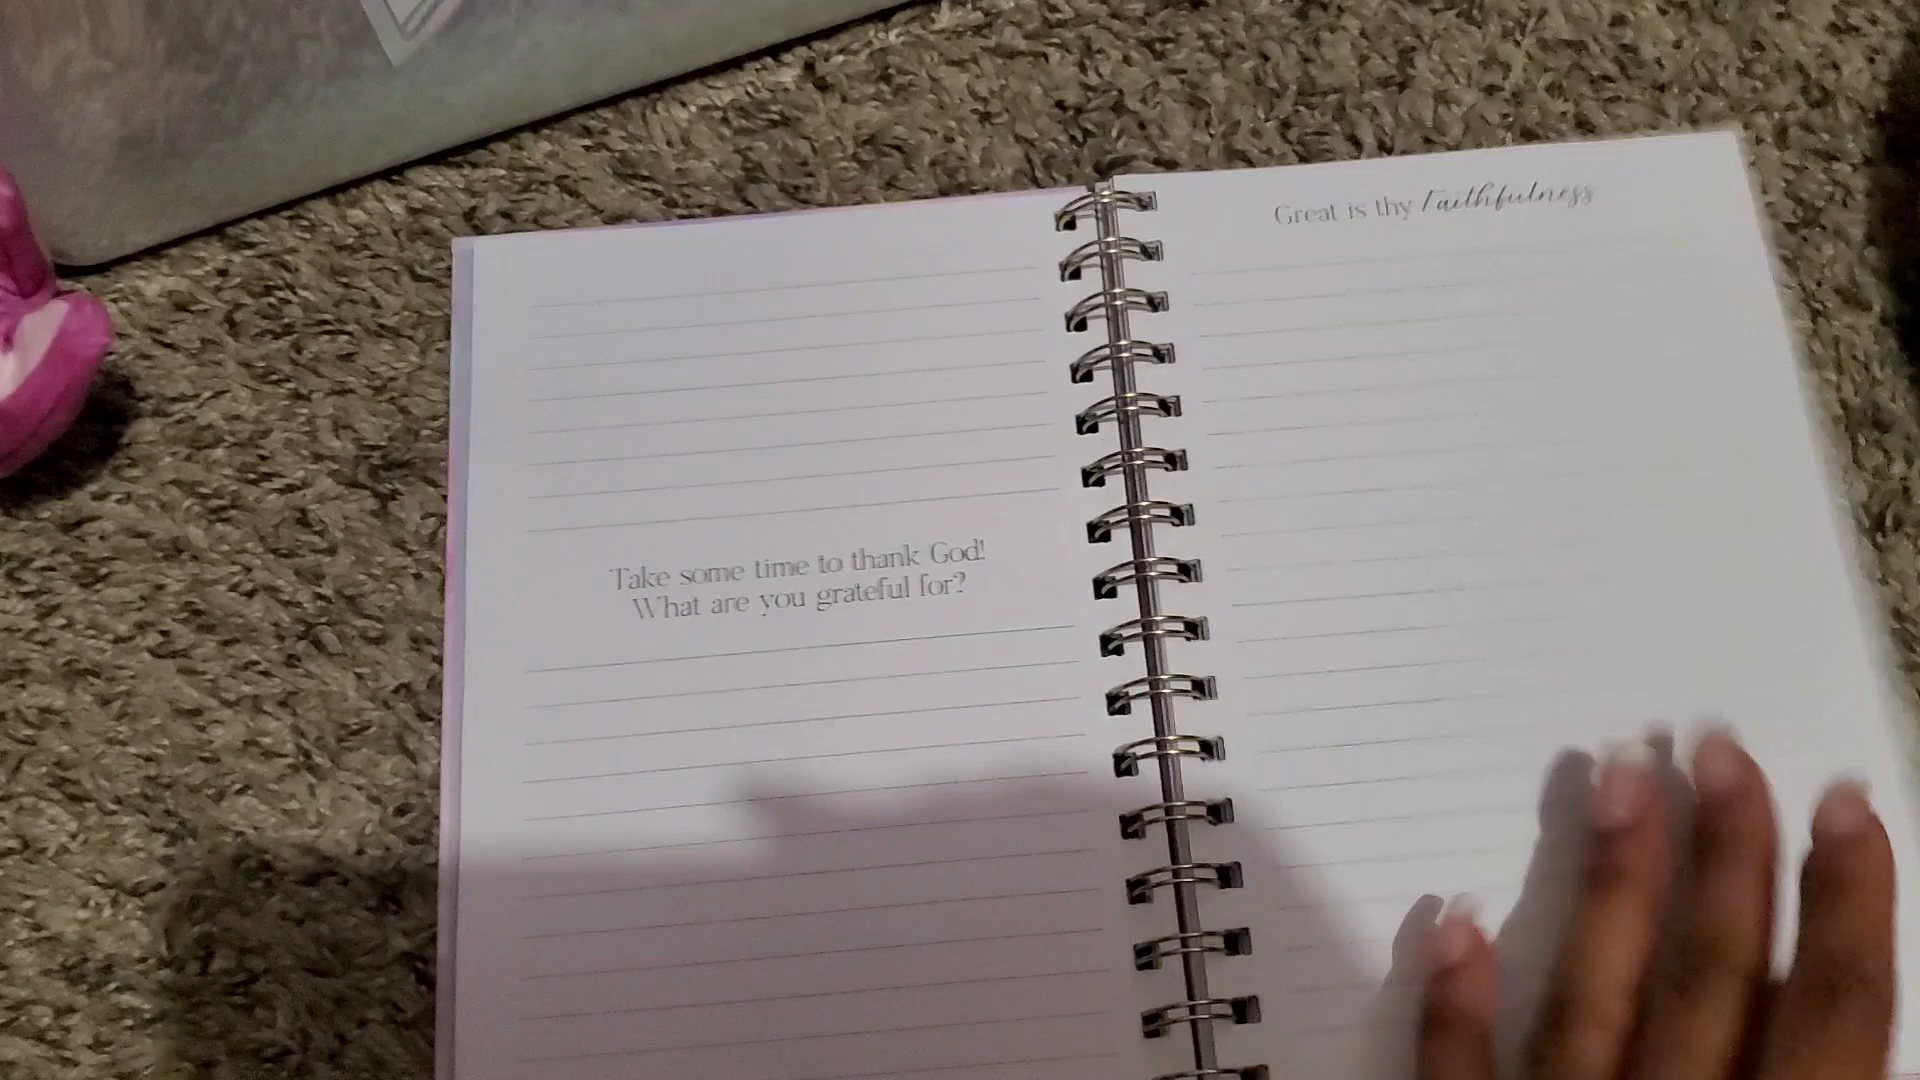 Take some time to thank God!
What are you grateful for?
Great is thy Faithfulness